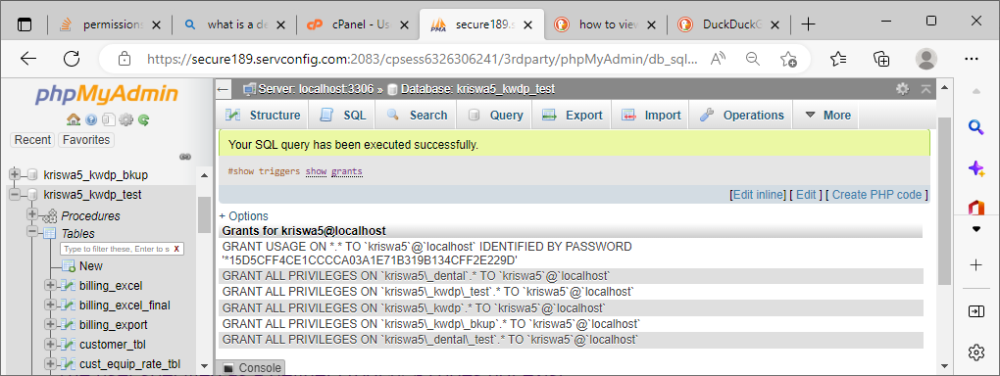 permissions
what is a de
cPanel - Us
secure189.s
how to view
DuckDuckG
https://secure189.servconfig.com:2083/cpsess6326306241/3rdparty/phpMyAdmin/db_sql...
phpMyAdmin
Recent
Favorites
kriswa5_kwdp_bkup
kriswa5_kwdp_test
Procedures
Tables
Type to filter these, Enter to s X
New
billing_excel
billing_excel_final
billing_export
customer_tbl
cust_equip_rate_tbl
Server: localhost:3306 » Database: kriswa5_kwdp_test
Structure
SQL
Search
Query
Export
Import
Operations
More
Your SQL query has been executed successfully.
#show triggers show grants
[Edit inline] [ Edit ] [ Create PHP code ]
+ Options
Grants for kriswa5@localhost
GRANT USAGE ON *.* TO `kriswa5`@`localhost` IDENTIFIED BY PASSWORD
'*15D5CFF4CE1CCCCA03A1E71B319B134CFF2E229D'
GRANT ALL PRIVILEGES ON `kriswa5\_dental`.* TO `kriswa5`@`localhost`
GRANT ALL PRIVILEGES ON `kriswa5\_kwdp\_test`.* TO `kriswa5`@`localhost`
GRANT ALL PRIVILEGES ON `kriswa5\_kwdp`.* TO `kriswa5`@`localhost`
GRANT ALL PRIVILEGES ON `kriswa5\_kwdp\_bkup`.* TO `kriswa5`@`localhost`
GRANT ALL PRIVILEGES ON `kriswa5\_dental\_test`.* TO `kriswa5`@`localhost`
Console